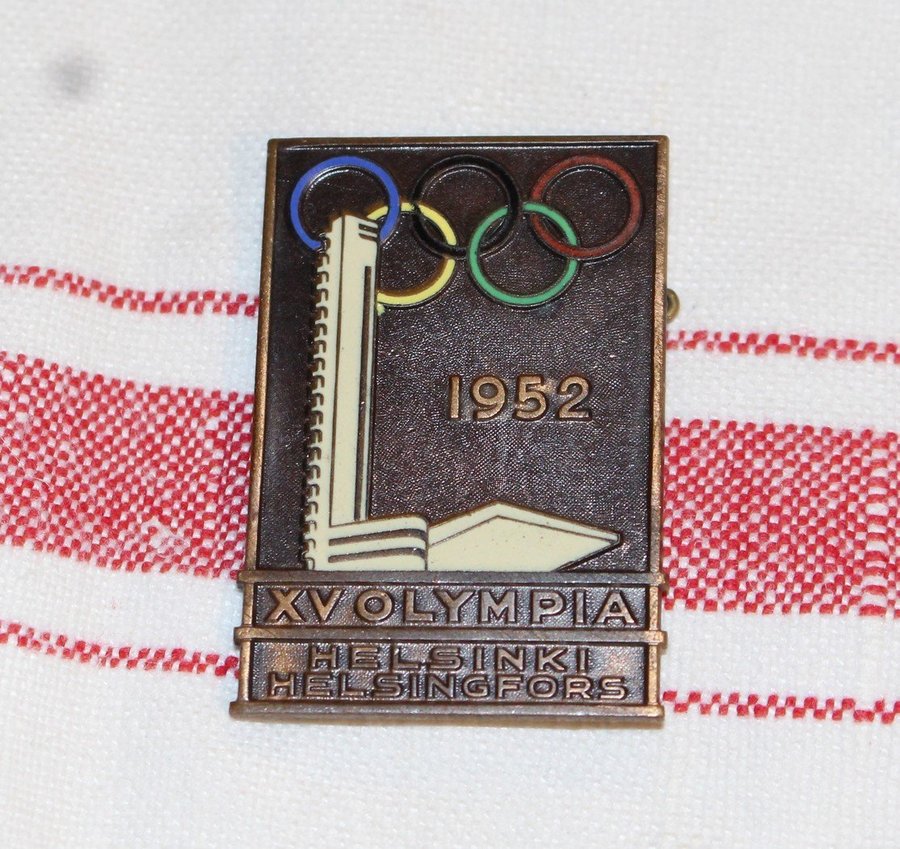 1952
XV OLYMPIA
HELSINKI
HELSINGFORS